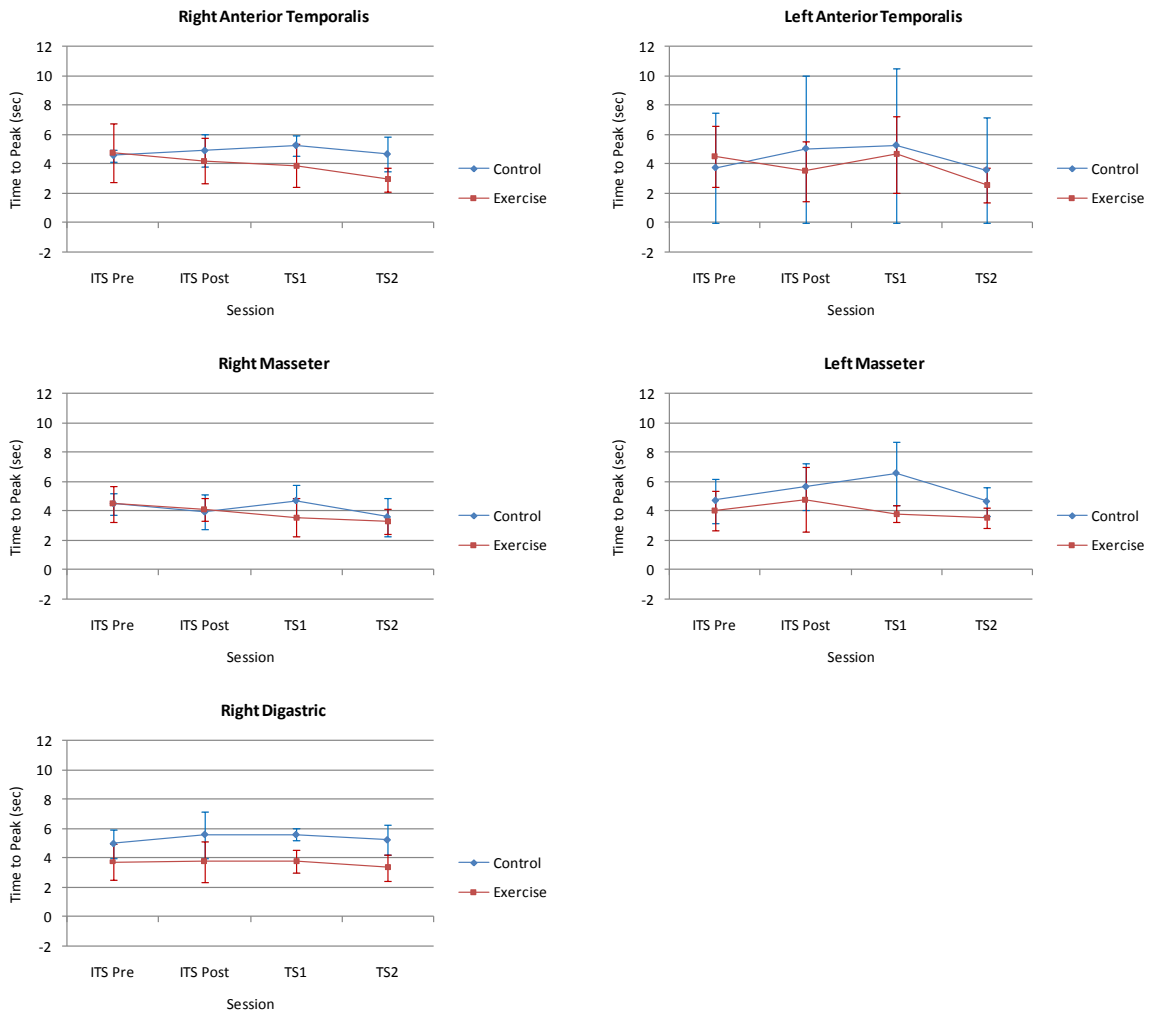 Right Anterior Temporalis
12
10
8
6
4
2
0
-2
Time to Peak (sec)
ITS Pre ITS Post TS1 TS2
Session
Control
Exercise
Left Anterior Temporalis
12
10
8
6
4
2
0
-2
Time to Peak (sec)
ITS Pre ITS Post TS1 TS2
Session
Control
Exercise
Right Masseter
12
10
8
6
4
2
0
-2
Time to Peak (sec)
ITS Pre ITS Post TS1 TS2
Session
Control
Exercise
Left Masseter
12
10
8
6
4
2
0
-2
Time to Peak (sec)
ITS Pre ITS Post TS1 TS2
Session
Control
Exercise
Right Digastric
12
10
8
6
4
2
0
-2
Time to Peak (sec)
ITS Pre ITS Post TS1 TS2
Session
Control
Exercise